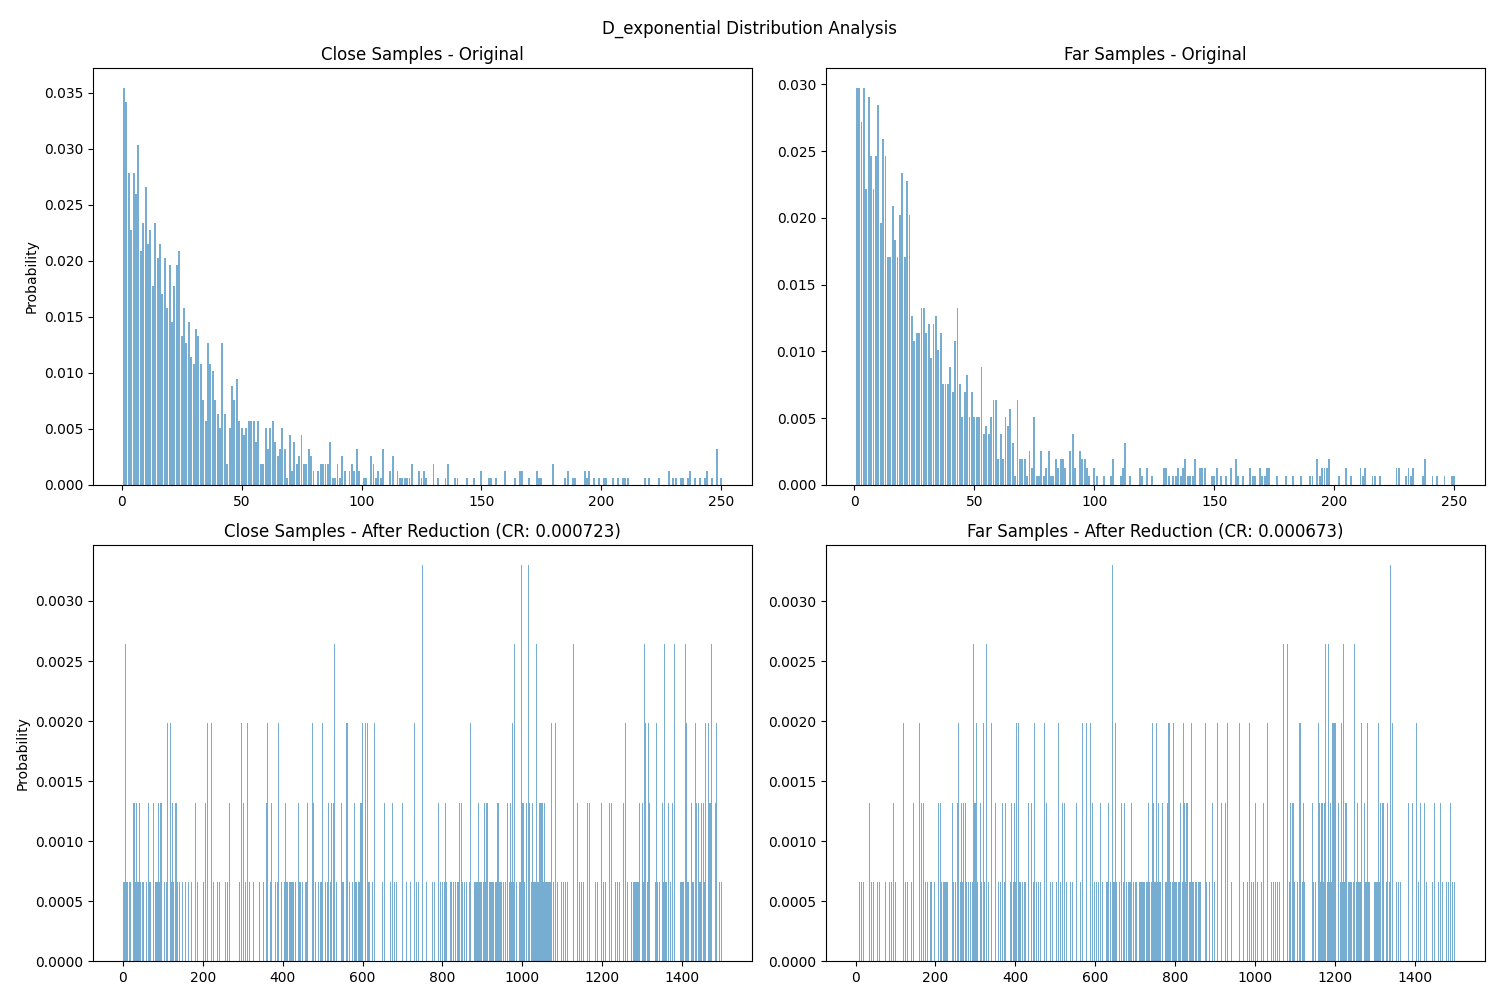 D_exponential Distribution Analysis
Close Samples - Original
Far Samples - Original
Probability
0.035
0.030
0.025
0.020
0.015
0.010
0.005
0.000
0 50 100 150 200 250
0.030
0.025
0.020
0.015
0.010
0.005
0.000
0 50 100 150 200 250
Close Samples - After Reduction (CR: 0.000723)
Far Samples - After Reduction (CR: 0.000673)
Probability
0.0030
0.0025
0.0020
0.0015
0.0010
0.0005
0.0000
0 200 400 600 800 1000 1200 1400
0.0030
0.0025
0.0020
0.0015
0.0010
0.0005
0.0000
0 200 400 600 800 1000 1200 1400